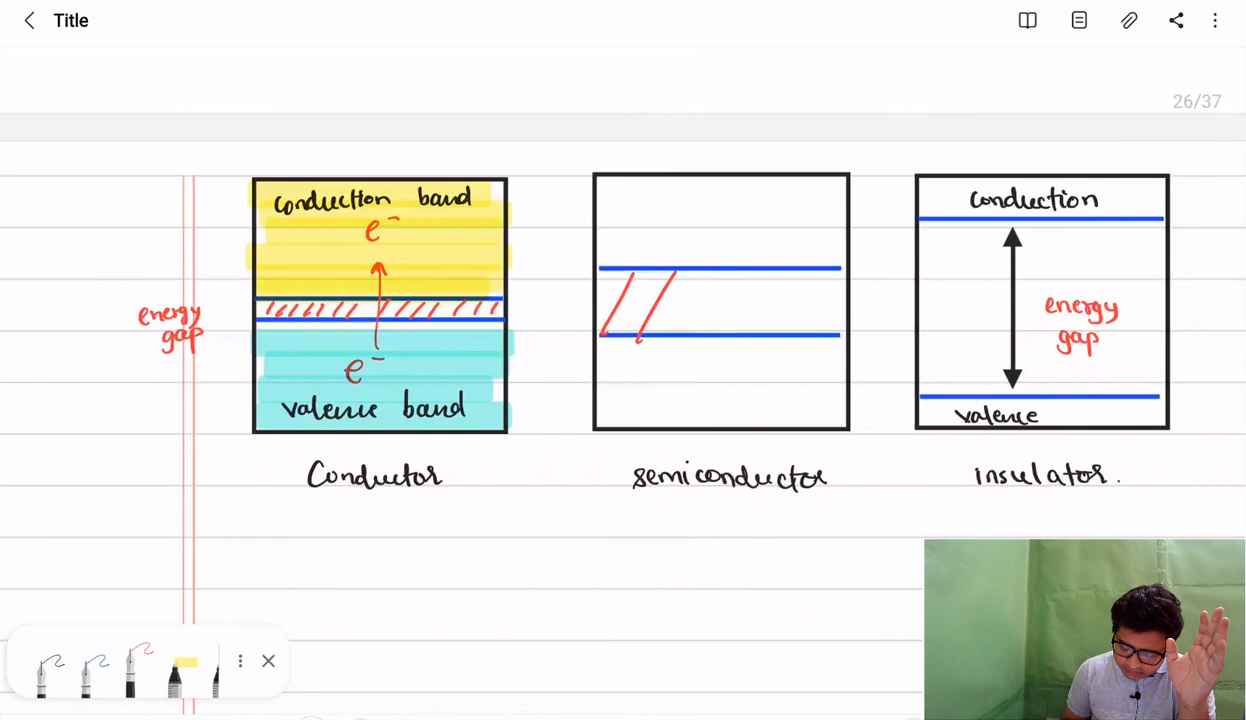 Title
26/37
conduction band
e⁻
energy
gap
e⁻
valence band
Conductor
semiconductor
conduction
energy
gap
valence
insulator.